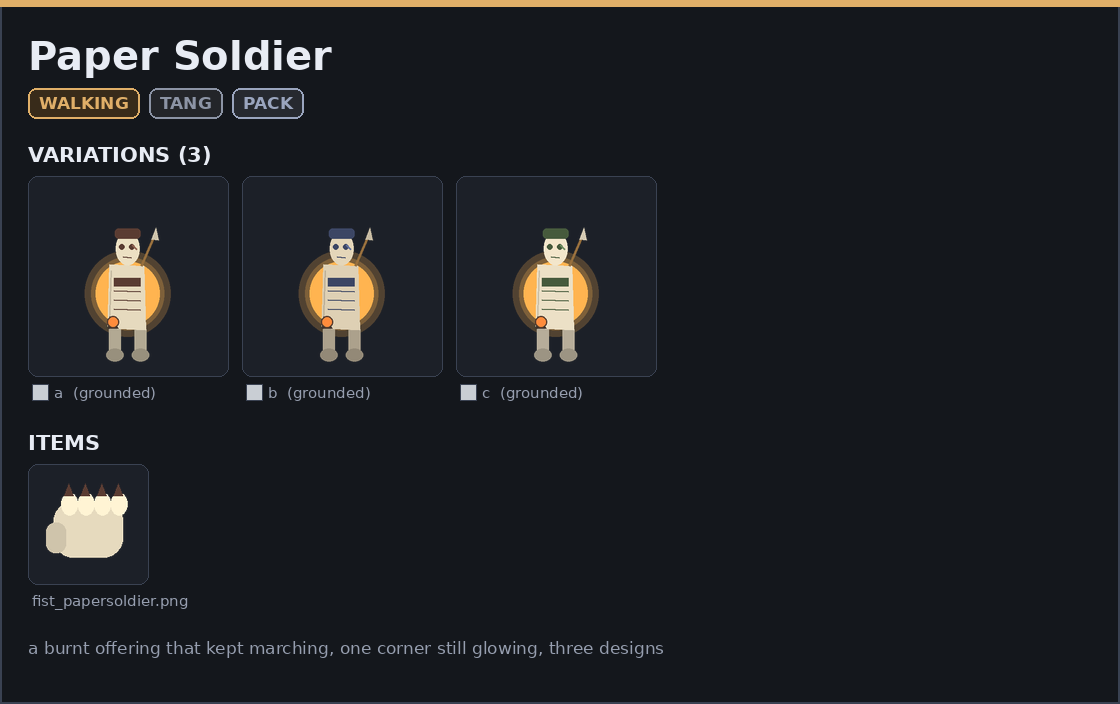 Paper Soldier
WALKING TANG PACK
VARIATIONS (3)
a (grounded) b (grounded) c (grounded)
ITEMS
fist_papersoldier.png
a burnt offering that kept marching, one corner still glowing, three designs